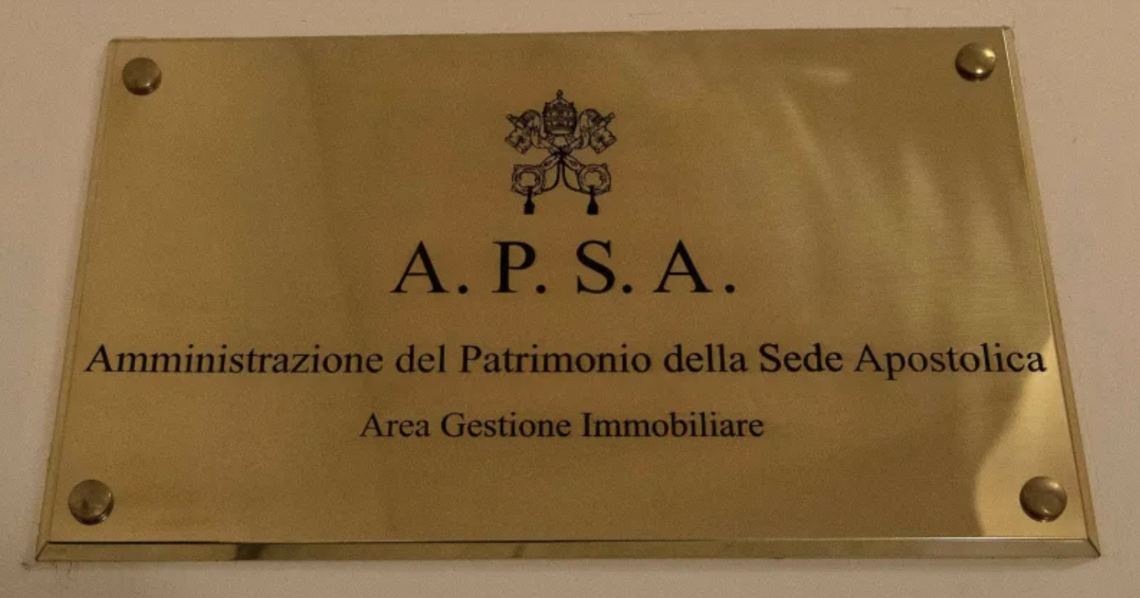 A. P. S. A.
Amministrazione del Patrimonio della Sede Apostolica
Area Gestione Immobiliare